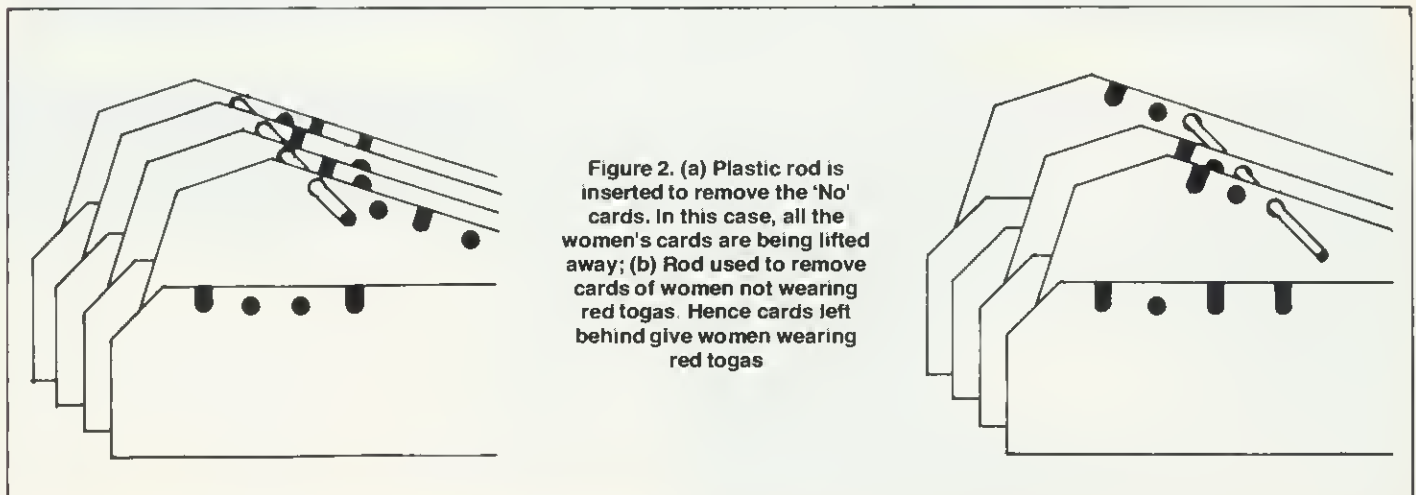 Figure 2. (a) Plastic rod is
inserted to remove the 'No'
cards. In this case, all the
women's cards are being lifted
away; (b) Rod used to remove
cards of women not wearing
red togas. Hence cards left
behind give women wearing
red togas